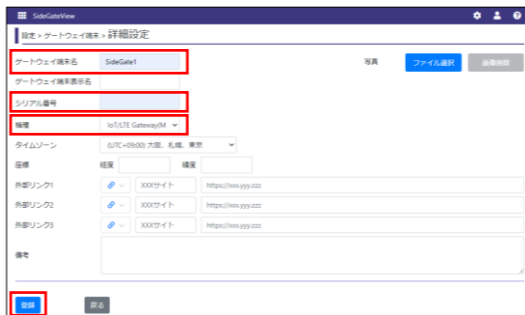 SideGateView
設定 > ゲートウェイ端末 > 詳細設定
ゲートウェイ端末名 SideGate1 写真 ファイル選択 画像削除
ゲートウェイ端末表示名
シリアル番号
機種 IoT/LTE Gateway(M
タイムゾーン (UTC+09:00) 大阪、札幌、東京
座標 経度 緯度
外部リンク1 XXXサイト https://xxx.yyy.zzz
外部リンク2 XXXサイト https://xxx.yyy.zzz
外部リンク3 XXXサイト https://xxx.yyy.zzz
備考
登録 戻る